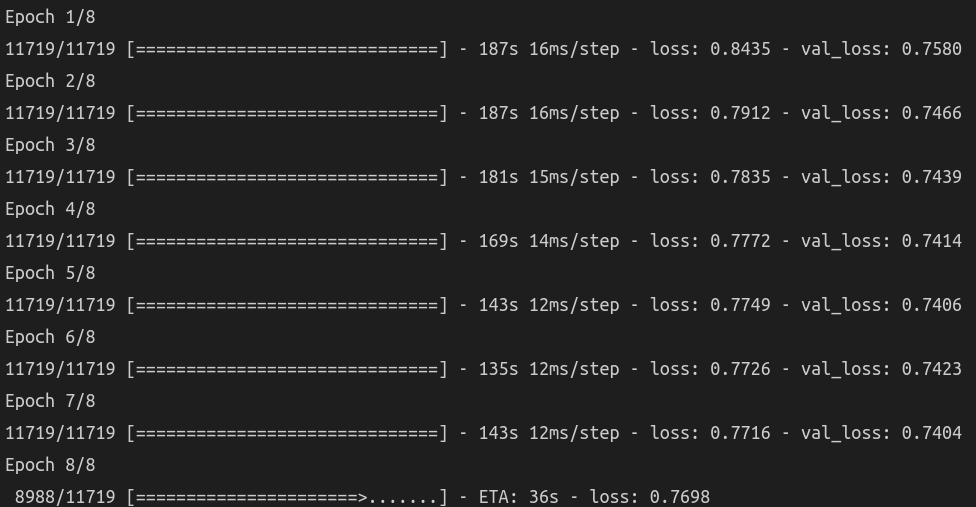 Epoch 1/8
11719/11719 [==============================] - 187s 16ms/step - loss: 0.8435 - val_loss: 0.7580
Epoch 2/8
11719/11719 [==============================] - 187s 16ms/step - loss: 0.7912 - val_loss: 0.7466
Epoch 3/8
11719/11719 [==============================] - 181s 15ms/step - loss: 0.7835 - val_loss: 0.7439
Epoch 4/8
11719/11719 [==============================] - 169s 14ms/step - loss: 0.7772 - val_loss: 0.7414
Epoch 5/8
11719/11719 [==============================] - 143s 12ms/step - loss: 0.7749 - val_loss: 0.7406
Epoch 6/8
11719/11719 [==============================] - 135s 12ms/step - loss: 0.7726 - val_loss: 0.7423
Epoch 7/8
11719/11719 [==============================] - 143s 12ms/step - loss: 0.7716 - val_loss: 0.7404
Epoch 8/8
 8988/11719 [======================>.......] - ETA: 36s - loss: 0.7698